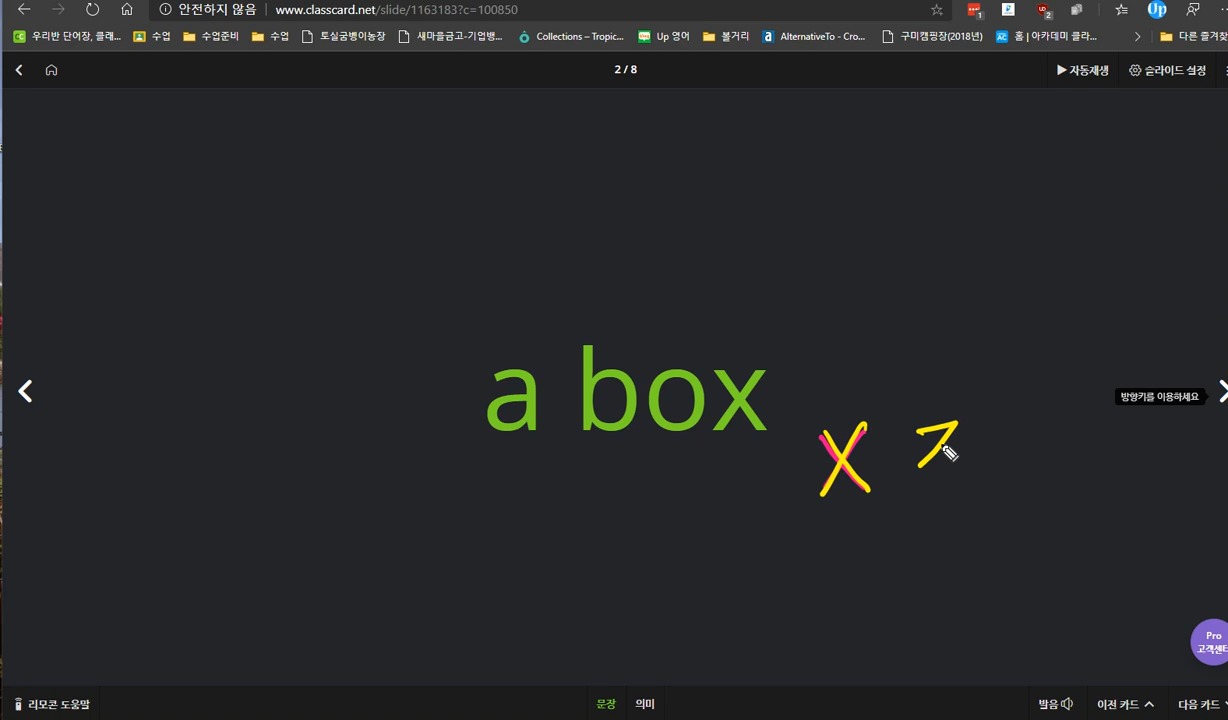 안전하지 않음 | www.classcard.net/slide/1163183?c=100850
우리반 단어장, 클래... 수업 수업준비 수업 토실굼벵이농장 새마을금고-기업뱅... Collections – Tropic... Up 영어 볼거리 AlternativeTo - Cro... 구미캠핑장(2018년) 홈 | 아카데미 클라... 다른 즐겨찾
2 / 8 자동재생 슬라이드 설정
a box
방향키를 이용하세요
X ス
Pro
고객센터
리모콘 도움말 문장 의미 발음 이전 카드 다음 카드